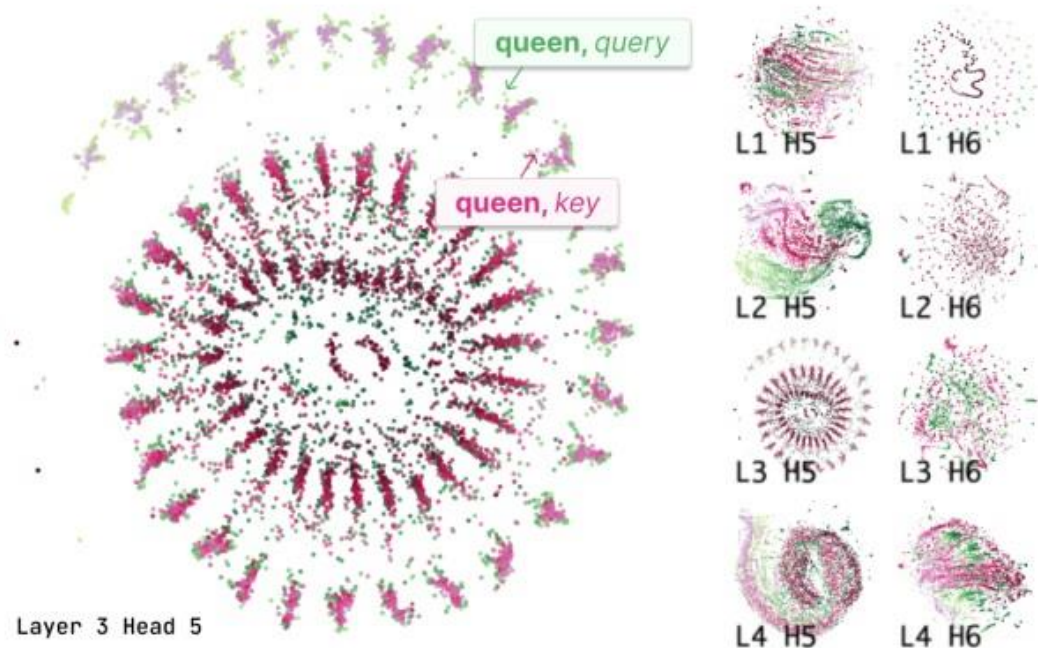 queen, query
queen, key
Layer 3 Head 5
L1 H5
L1 H6
L2 H5
L2 H6
L3 H5
L3 H6
L4 H5
L4 H6